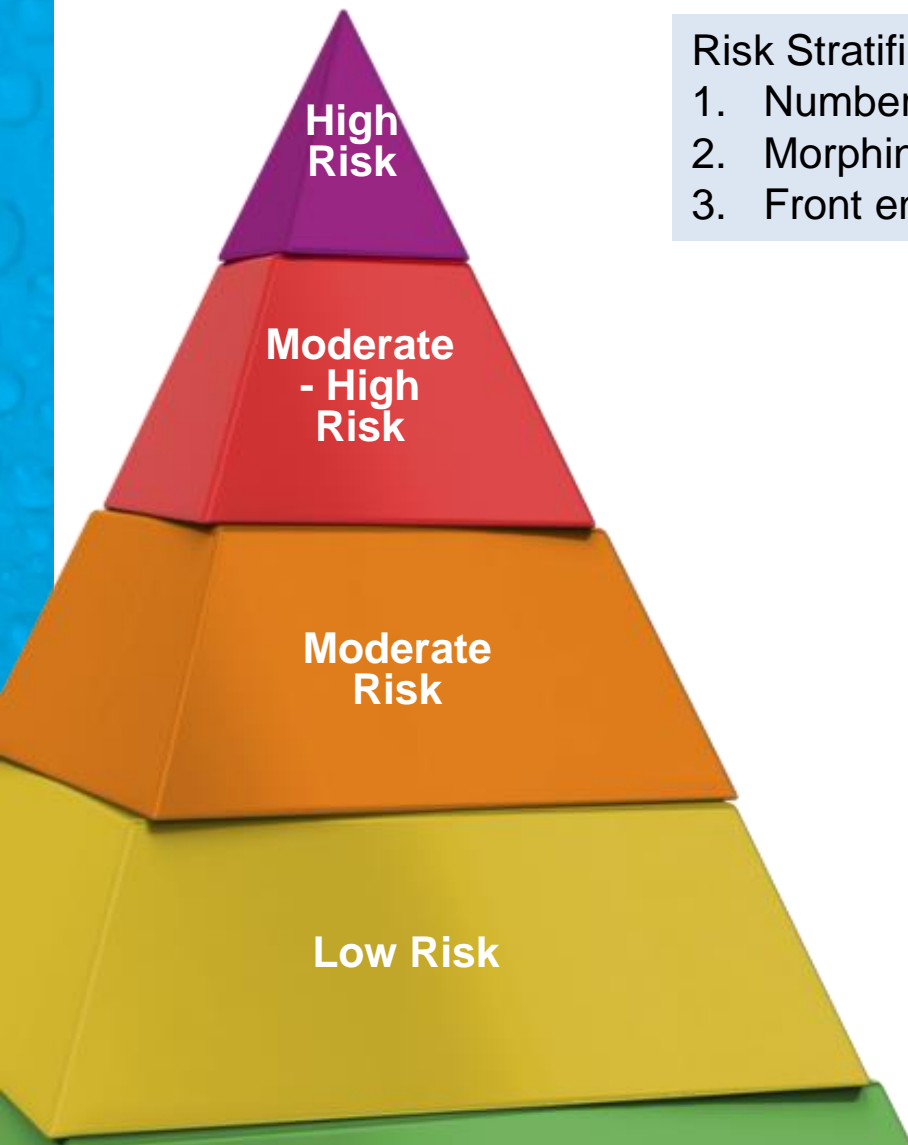 High
Risk
Risk Stratifi
1. Number
2. Morphin
3. Front er
Moderate
- High
Risk
Moderate
Risk
Low Risk